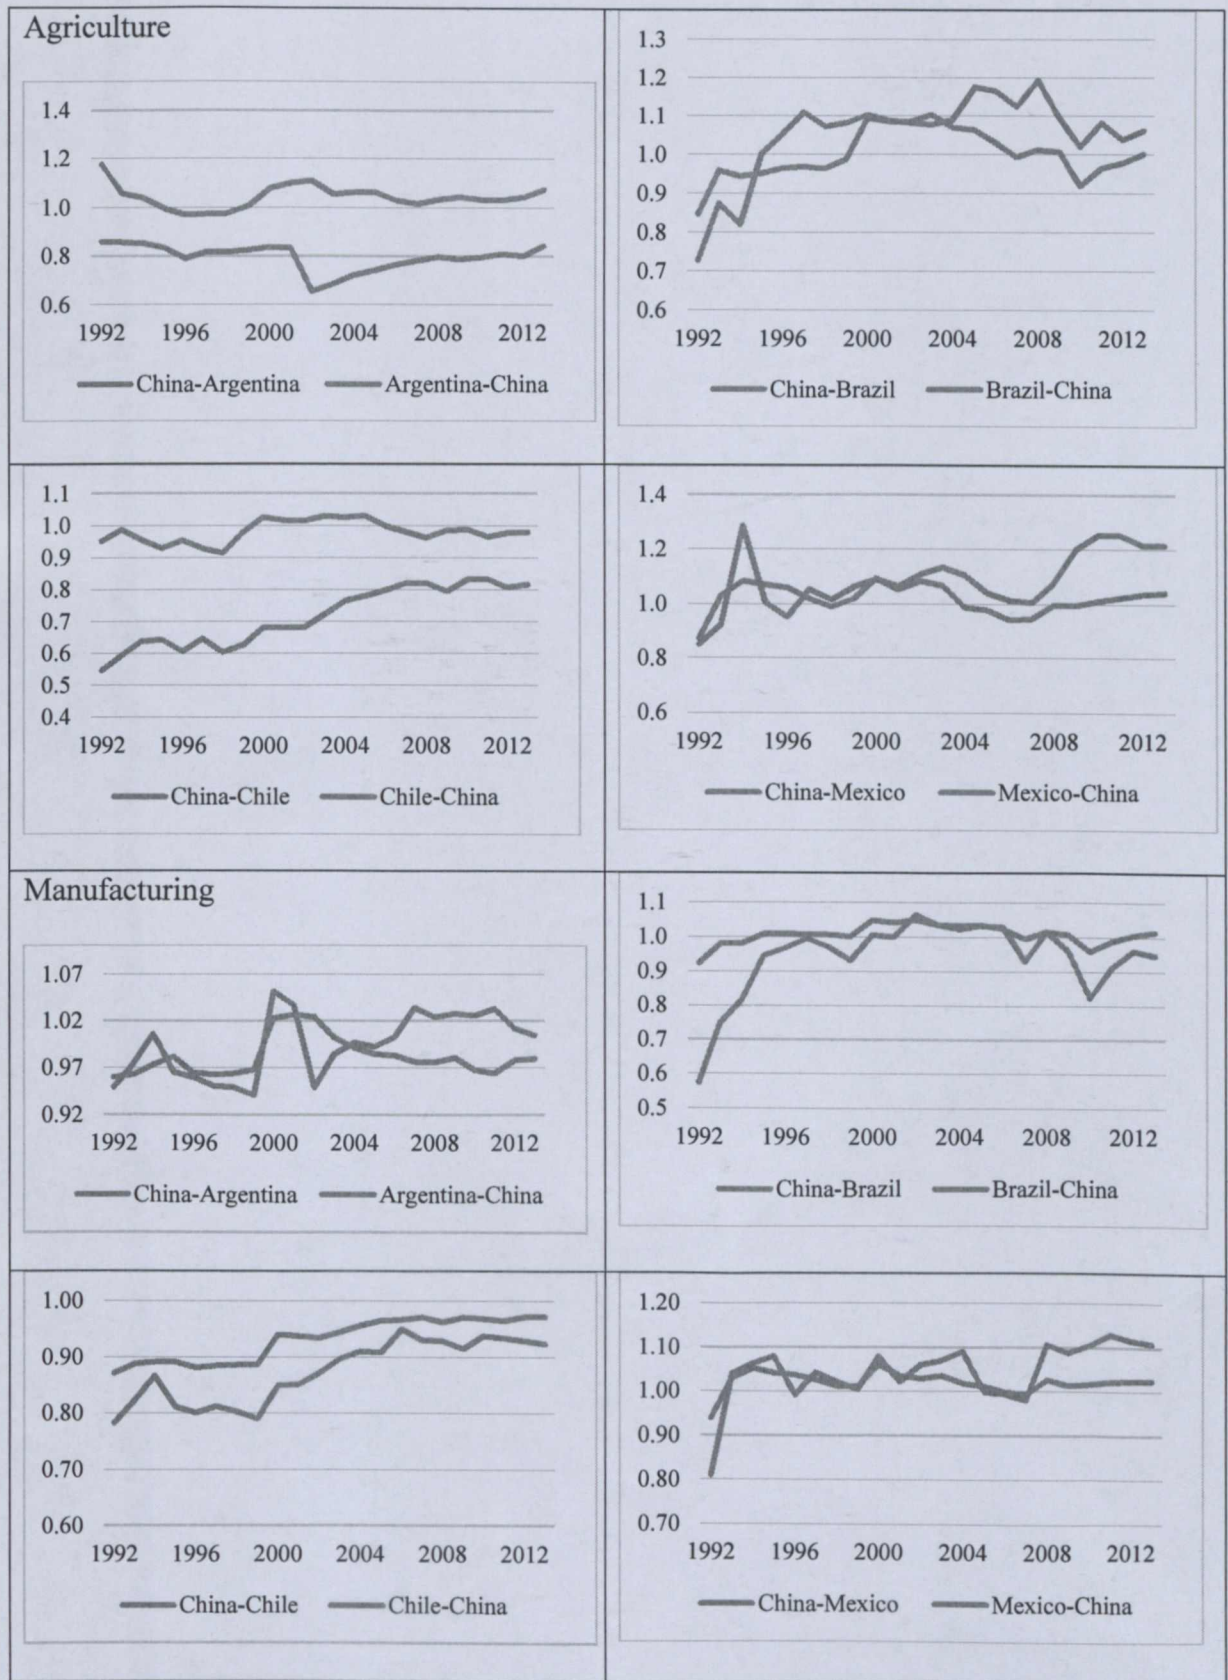 Agriculture
1.4
1.2
1.0
0.8
0.6
1992 1996 2000 2004 2008 2012
China-Argentina Argentina-China
1.3
1.2
1.1
1.0
0.9
0.8
0.7
0.6
1992 1996 2000 2004 2008 2012
China-Brazil Brazil-China
1.1
1.0
0.9
0.8
0.7
0.6
0.5
0.4
1992 1996 2000 2004 2008 2012
China-Chile Chile-China
1.4
1.2
1.0
0.8
0.6
1992 1996 2000 2004 2008 2012
China-Mexico Mexico-China
Manufacturing
1.07
1.02
0.97
0.92
1992 1996 2000 2004 2008 2012
China-Argentina Argentina-China
1.1
1.0
0.9
0.8
0.7
0.6
0.5
1992 1996 2000 2004 2008 2012
China-Brazil Brazil-China
1.00
0.90
0.80
0.70
0.60
1992 1996 2000 2004 2008 2012
China-Chile Chile-China
1.20
1.10
1.00
0.90
0.80
0.70
1992 1996 2000 2004 2008 2012
China-Mexico Mexico-China